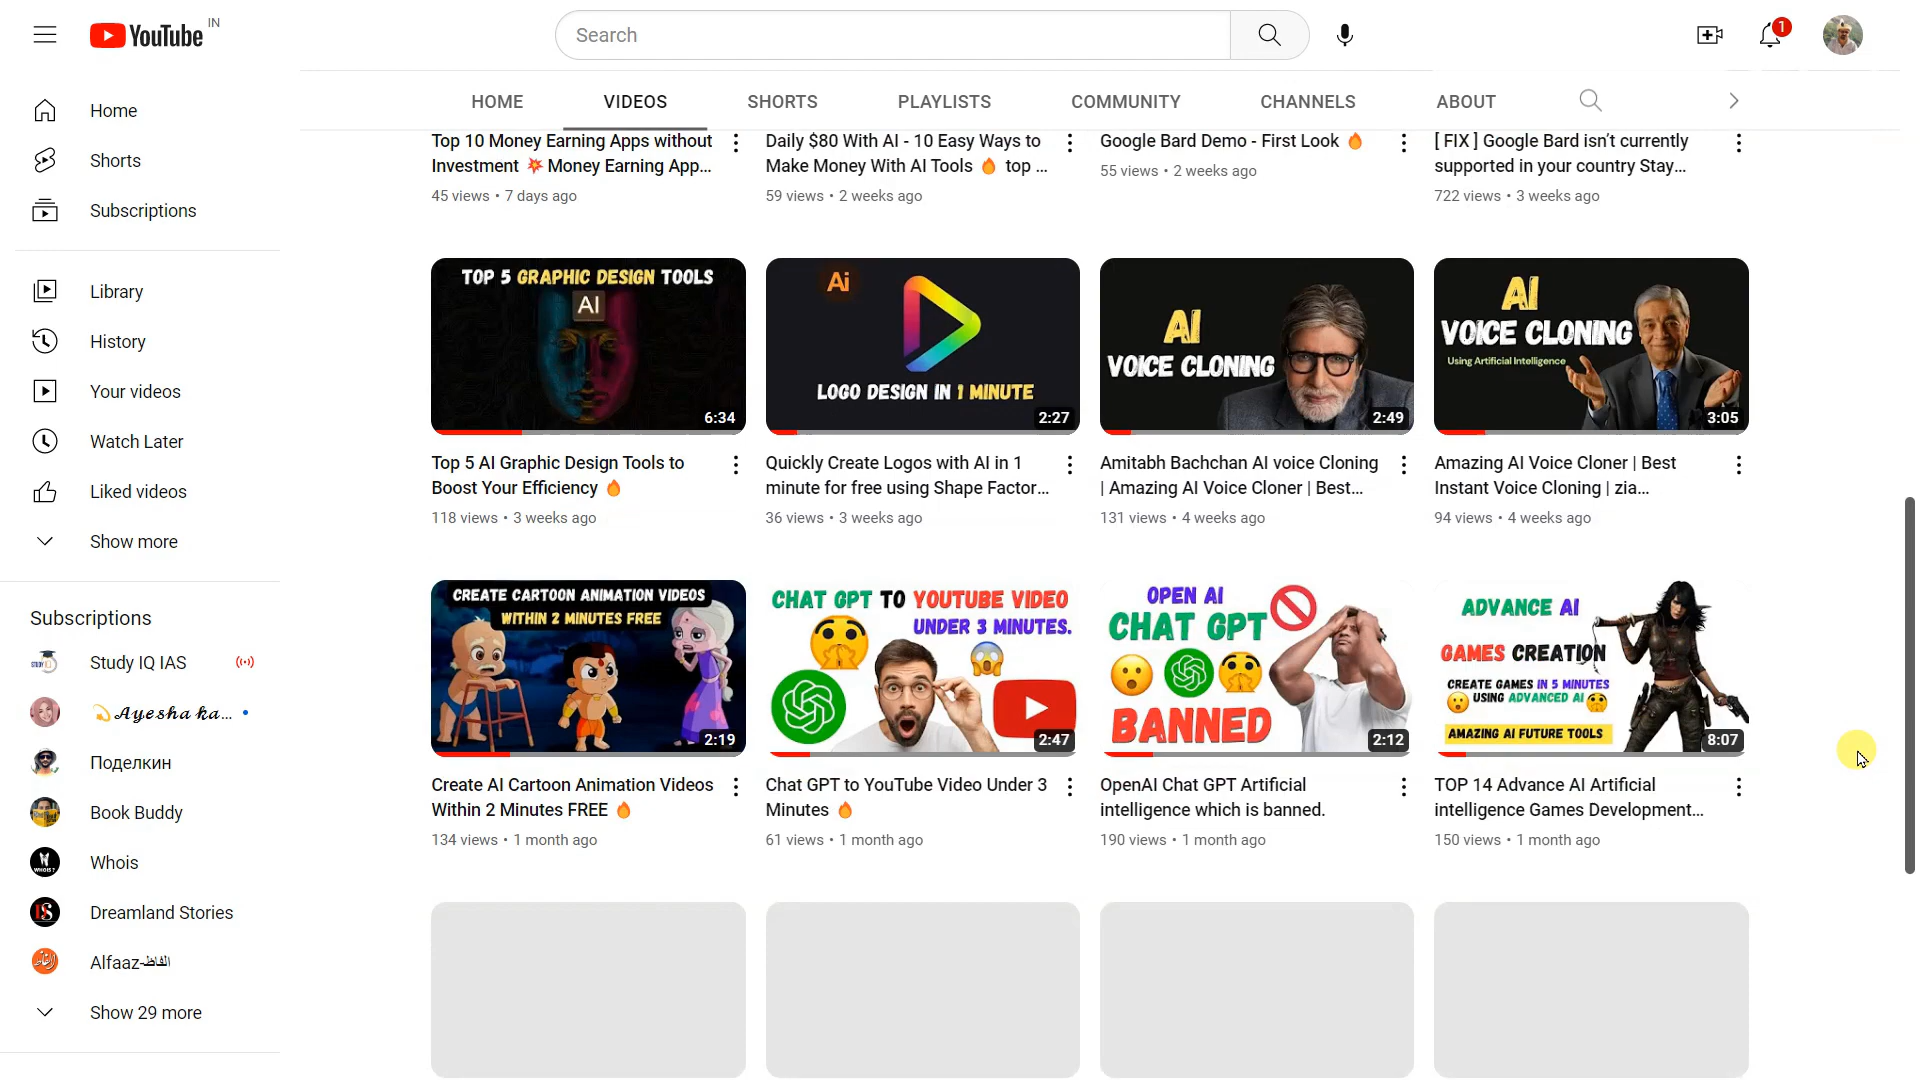 YouTube IN
Search
1
Home
Shorts
Subscriptions
Library
History
Your videos
Watch Later
Liked videos
Show more
Subscriptions
Study IQ IAS
💫𝓐𝔂𝓮𝓼𝓱𝓪 𝓴𝓪...
Поделкин
Book Buddy
Whois
Dreamland Stories
Alfaaz-الفاظ
Show 29 more
HOME VIDEOS SHORTS PLAYLISTS COMMUNITY CHANNELS ABOUT
Top 10 Money Earning Apps without
Investment 💥 Money Earning App...
45 views • 7 days ago
Daily $80 With AI - 10 Easy Ways to
Make Money With AI Tools 🔥 top ...
59 views • 2 weeks ago
Google Bard Demo - First Look 🔥
55 views • 2 weeks ago
[ FIX ] Google Bard isn’t currently
supported in your country Stay...
722 views • 3 weeks ago
TOP 5 GRAPHIC DESIGN TOOLS
AI
6:34
Top 5 AI Graphic Design Tools to
Boost Your Efficiency 🔥
118 views • 3 weeks ago
Ai
LOGO DESIGN IN 1 MINUTE
2:27
Quickly Create Logos with AI in 1
minute for free using Shape Factor...
36 views • 3 weeks ago
AI
VOICE CLONING
2:49
Amitabh Bachchan AI voice Cloning
| Amazing AI Voice Cloner | Best...
131 views • 4 weeks ago
AI
VOICE CLONING
Using Artificial Intelligence
3:05
Amazing AI Voice Cloner | Best
Instant Voice Cloning | zia...
94 views • 4 weeks ago
CREATE CARTOON ANIMATION VIDEOS
WITHIN 2 MINUTES FREE
2:19
Create AI Cartoon Animation Videos
Within 2 Minutes FREE 🔥
134 views • 1 month ago
CHAT GPT TO YOUTUBE VIDEO
UNDER 3 MINUTES.
2:47
Chat GPT to YouTube Video Under 3
Minutes 🔥
61 views • 1 month ago
OPEN AI
CHAT GPT
BANNED
2:12
OpenAI Chat GPT Artificial
intelligence which is banned.
190 views • 1 month ago
ADVANCE AI
GAMES CREATION
CREATE GAMES IN 5 MINUTES
USING ADVANCED AI
AMAZING AI FUTURE TOOLS
8:07
TOP 14 Advance AI Artificial
intelligence Games Development...
150 views • 1 month ago